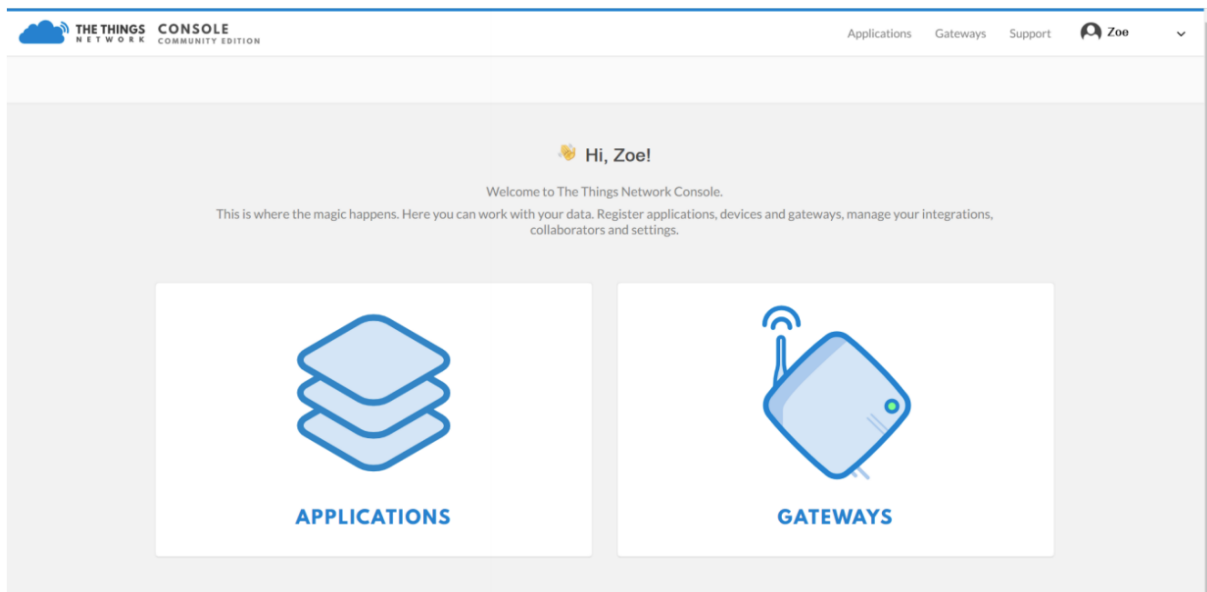 THE THINGS CONSOLE
NETWORK COMMUNITY EDITION
Applications Gateways Support Zoe
Hi, Zoe!
Welcome to The Things Network Console.
This is where the magic happens. Here you can work with your data. Register applications, devices and gateways, manage your integrations,
collaborators and settings.
APPLICATIONS
GATEWAYS